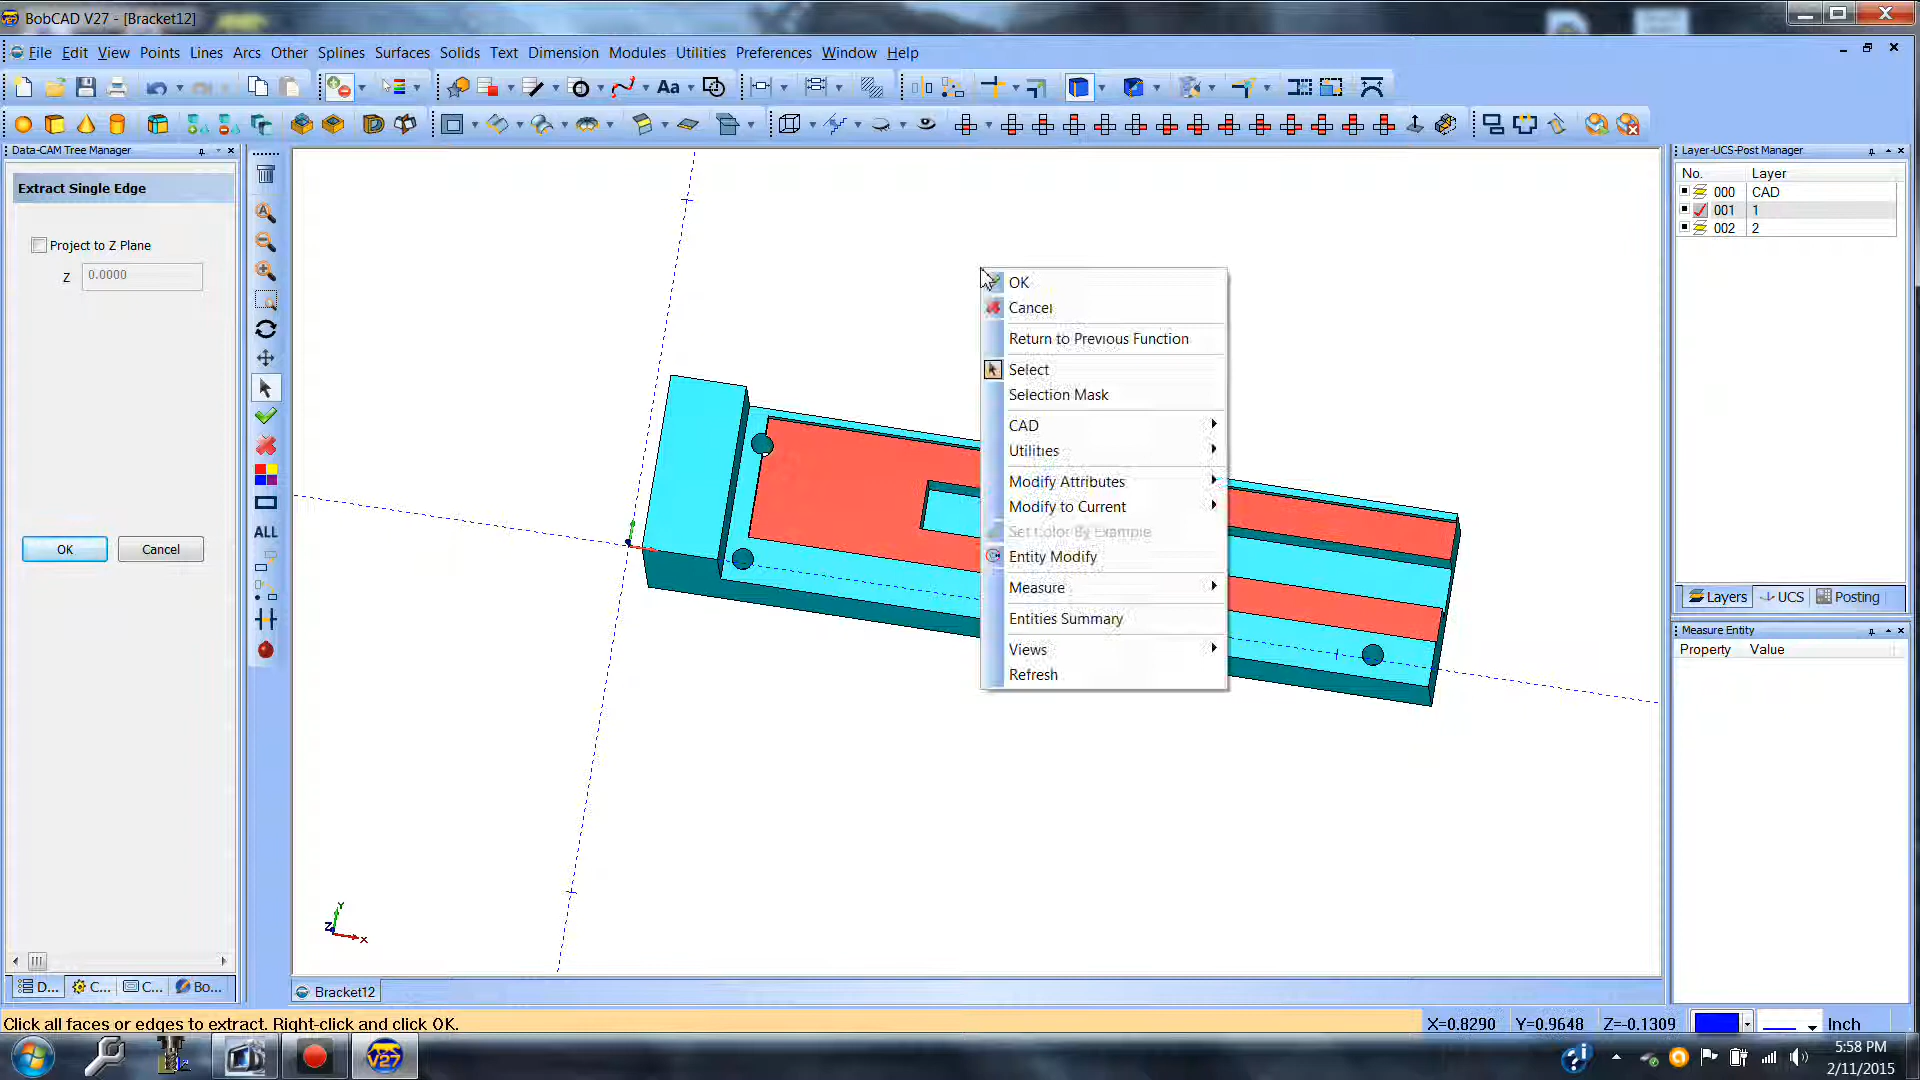 BobCAD V27 - [Bracket12]
File Edit View Points Lines Arcs Other Splines Surfaces Solids Text Dimension Modules Utilities Preferences Window Help
Aa
Data-CAM Tree Manager
Layer-UCS-Post Manager
Extract Single Edge
No. Layer
000 CAD
001 1
002 2
Project to Z Plane
Z 0.0000
OK
Cancel
Return to Previous Function
Select
Selection Mask
CAD
Utilities
Modify Attributes
Modify to Current
Set Color By Example
Entity Modify
Measure
Entities Summary
Views
Refresh
ALL
OK Cancel
Layers UCS Posting
Measure Entity
Property Value
Y
Z
X
D... C... C... Bo...
Bracket12
Click all faces or edges to extract. Right-click and click OK.
X=0.8290 Y=0.9648 Z=-0.1309 Inch
V27
5:58 PM
2/11/2015